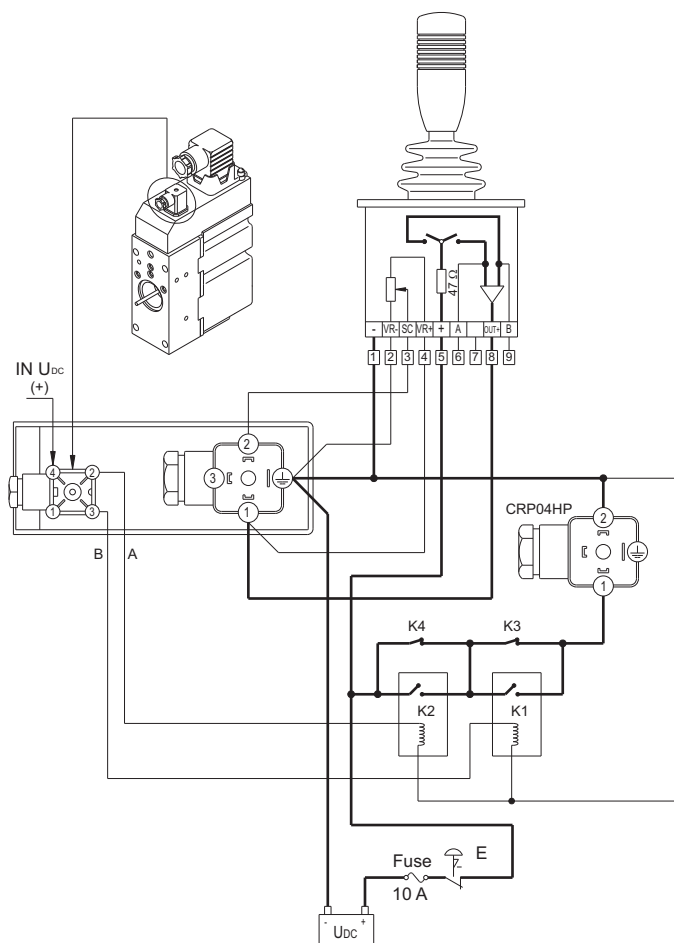 47 Ω
- VR- SC VR+ + A OUT+ B
1 2 3 4 5 6 7 8 9
IN UDC
(+)
4 2
1 3
2
3
1
B A
CRP04HP
2
1
K4 K3
K2 K1
E
Fuse
10 A
- +
UDC